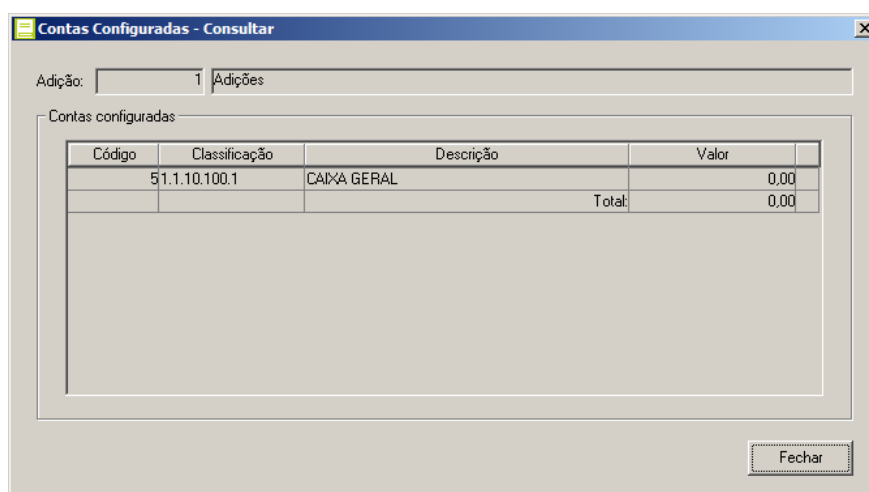 Contas Configuradas - Consultar
Adição: 1 Adições
Contas configuradas
Código Classificação Descrição Valor
5 1.1.10.100.1 CAIXA GERAL 0,00
Total: 0,00
Fechar